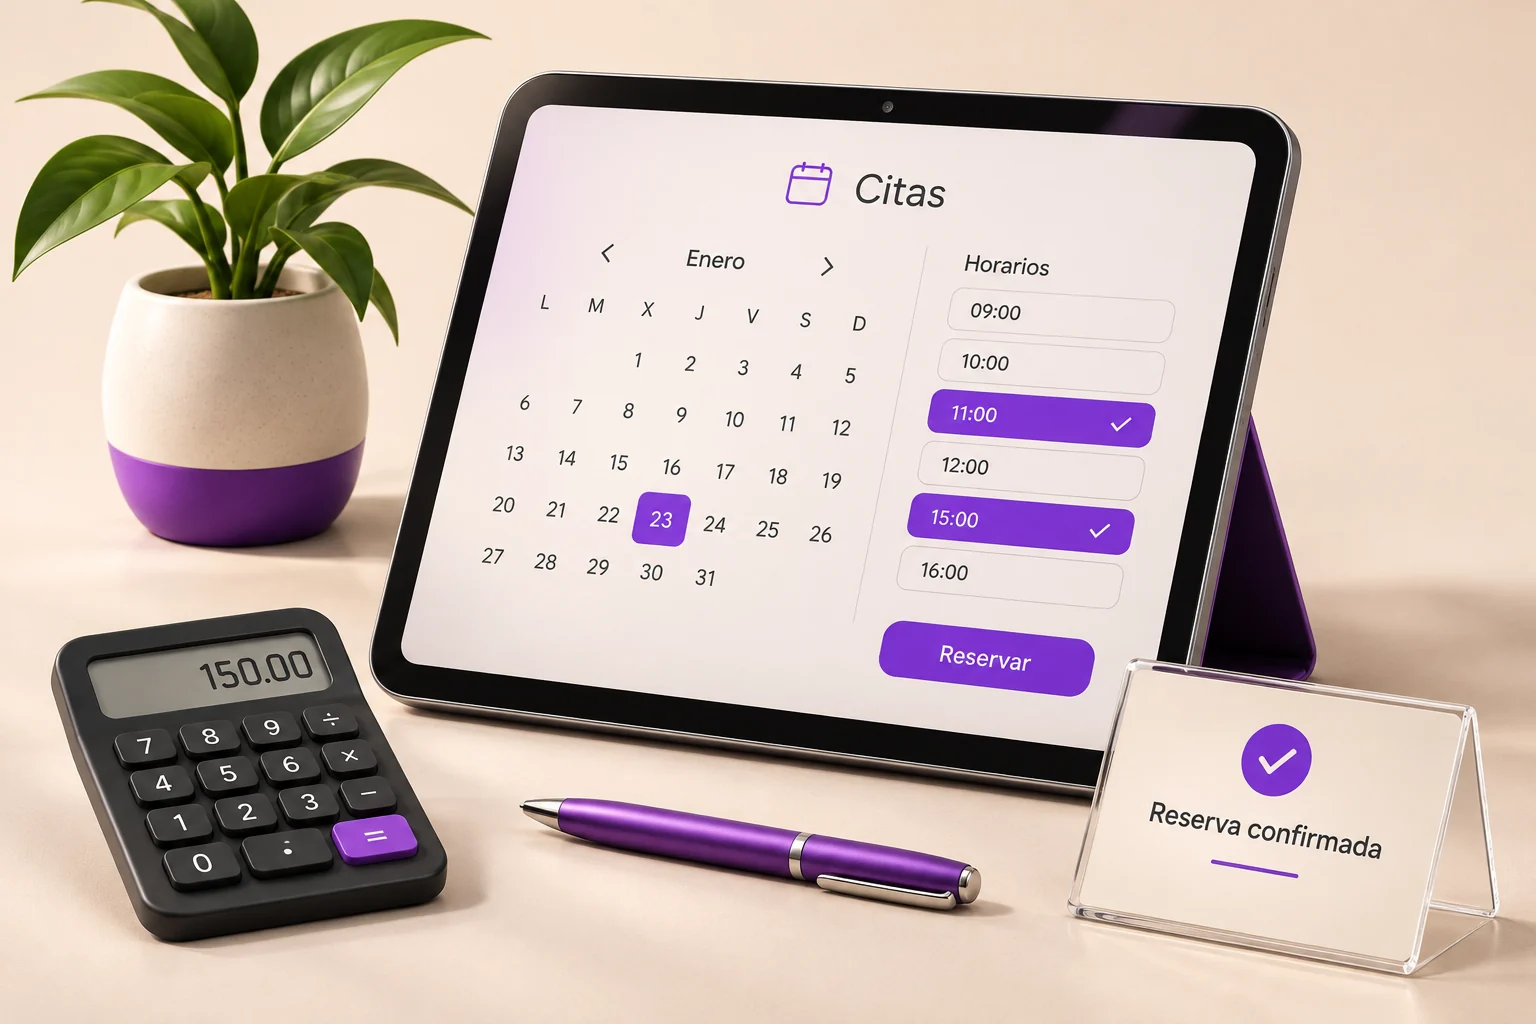 Citas
Enero
L M X J V S D
1 2 3 4 5
6 7 8 9 10 11 12
13 14 15 16 17 18 19
20 21 22 23 24 25 26
27 28 29 30 31
Horarios
09:00
10:00
11:00
12:00
15:00
16:00
Reservar
150.00
7 8 9 ÷
4 5 6 ×
1 2 3 −
0 . =
Reserva confirmada